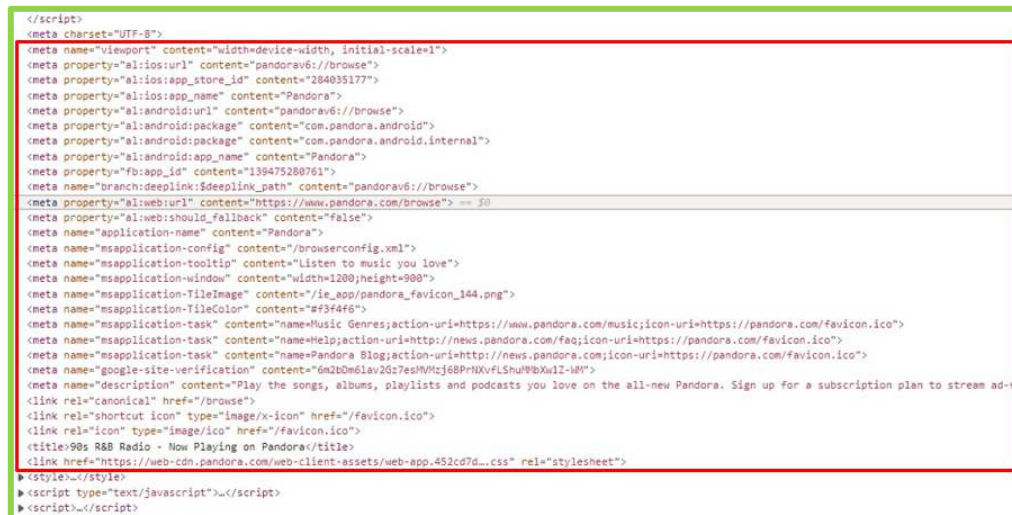 </script>
<meta charset="UTF-8">
<meta name="viewport" content="width=device-width, initial-scale=1">
<meta property="al:ios:url" content="pandorav6://browse">
<meta property="al:ios:app_store_id" content="284035177">
<meta property="al:ios:app_name" content="Pandora">
<meta property="al:android:url" content="pandorav6://browse">
<meta property="al:android:package" content="com.pandora.android">
<meta property="al:android:package" content="com.pandora.android.internal">
<meta property="al:android:app_name" content="Pandora">
<meta property="fb:app_id" content="139475280761">
<meta name="branch:deeplink:$deeplink_path" content="pandorav6://browse">
<meta property="al:web:url" content="https://www.pandora.com/browse"> == $0
<meta property="al:web:should_fallback" content="false">
<meta name="application-name" content="Pandora">
<meta name="msapplication-config" content="/browserconfig.xml">
<meta name="msapplication-tooltip" content="Listen to music you love">
<meta name="msapplication-window" content="width=1200;height=900">
<meta name="msapplication-TileImage" content="/ie_app/pandora_favicon_144.png">
<meta name="msapplication-TileColor" content="#f3f4f6">
<meta name="msapplication-task" content="name=Music Genres;action-uri=https://www.pandora.com/music;icon-uri=https://pandora.com/favicon.ico">
<meta name="msapplication-task" content="name=Help;action-uri=http://news.pandora.com/faq;icon-uri=https://pandora.com/favicon.ico">
<meta name="msapplication-task" content="name=Pandora Blog;action-uri=http://news.pandora.com;icon-uri=https://pandora.com/favicon.ico">
<meta name="google-site-verification" content=
<meta name="description" content="Play the songs, albums, playlists and podcasts you love on the all-new Pandora. Sign up for a subscription plan to stream ad-
<link rel="canonical" href="/browse">
<link rel="shortcut icon" type="image/x-icon" href="/favicon.ico">
<link rel="icon" type="image/ico" href="/favicon.ico">
<title>90s R&B Radio - Now Playing on Pandora</title>
<link href="https://web-cdn.pandora.com/web-client-assets/web-app.452cd7d….css" rel="stylesheet">
▶<style>…</style>
▶<script type="text/javascript">…</script>
▶<script>…</script>